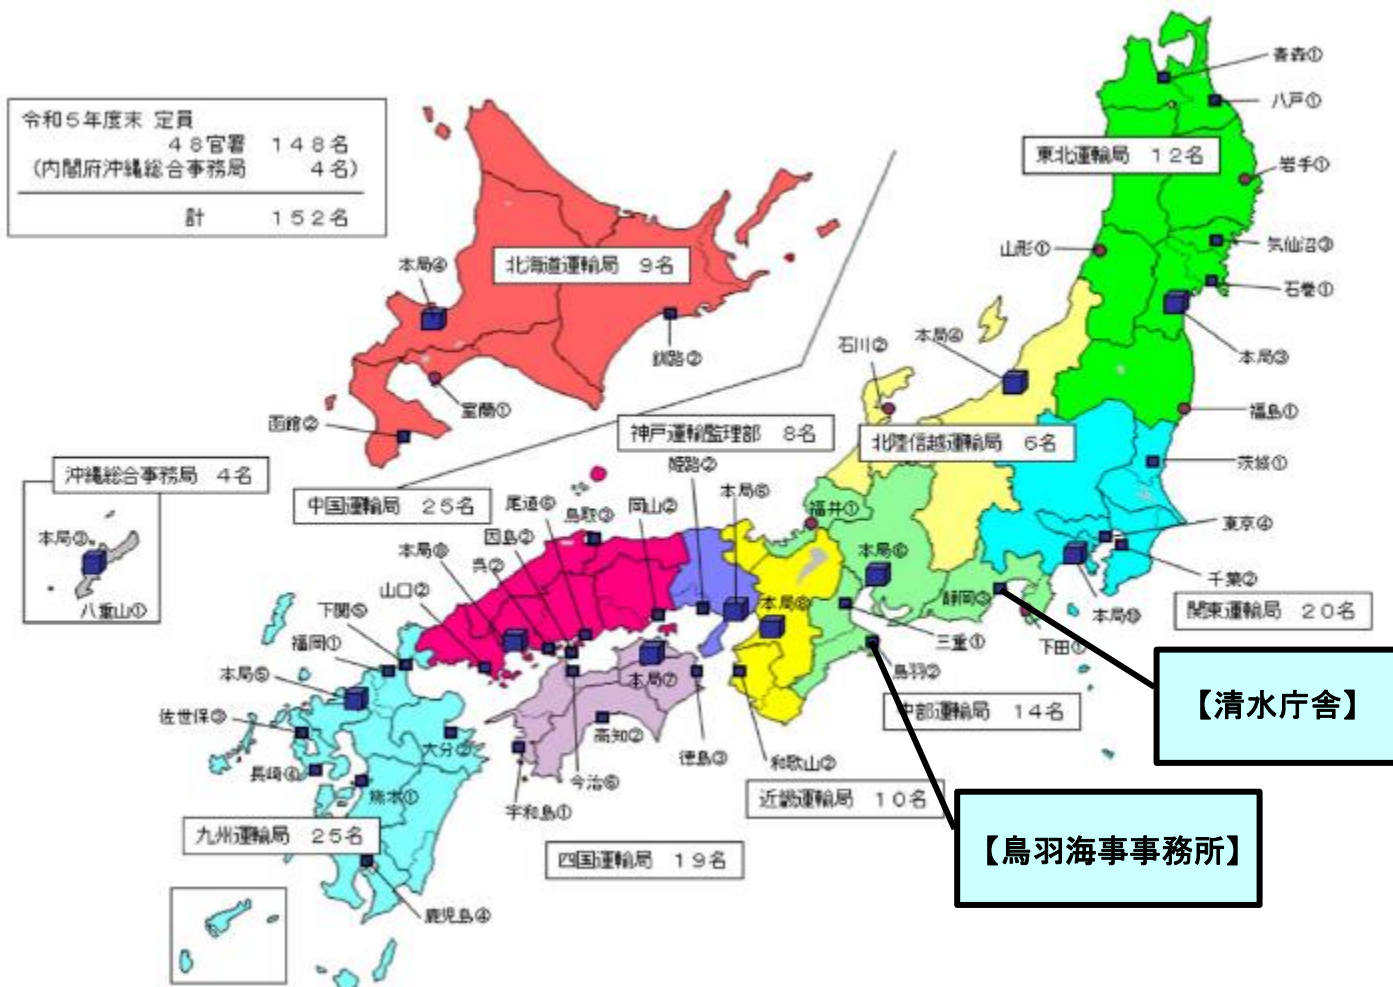 令和5年度末 定員
48官署 148名
(内閣府沖縄総合事務局 4名)
計 152名
青森①
八戸①
東北運輸局 12名
岩手①
山形①
気仙沼③
石巻①
本局③
福島①
北海道運輸局 9名
本局④
釧路②
室蘭①
函館②
石川②
本局④
北陸信越運輸局 6名
神戸運輸監理部 8名
姫路②
本局⑥
茨城①
東京④
千葉②
関東運輸局 20名
沖縄総合事務局 4名
本局③
八重山①
中国運輸局 25名
尾道⑥
鳥取③
岡山②
因島②
呉②
山口②
福井①
本局⑥
静岡③
下田①
三重①
鳥羽②
中部運輸局 14名
【清水庁舎】
【鳥羽海事事務所】
本局⑧
和歌山②
近畿運輸局 10名
下関⑤
福岡①
本局⑤
佐世保③
長崎④
大分②
熊本①
九州運輸局 25名
鹿児島④
本局⑦
高知②
徳島③
今治⑥
宇和島①
四国運輸局 19名